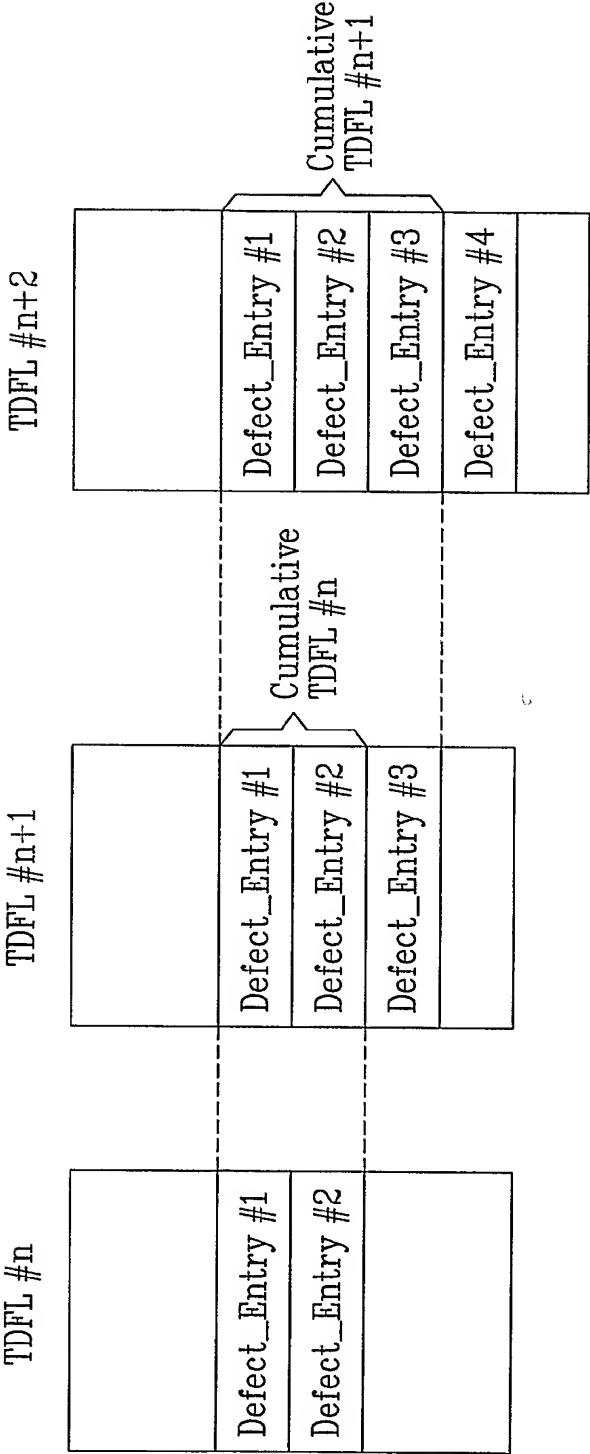 TDFL #n
Defect_Entry #1
Defect_Entry #2
TDFL #n+1
Defect_Entry #1
Defect_Entry #2
Defect_Entry #3
Cumulative
TDFL #n
TDFL #n+2
Defect_Entry #1
Defect_Entry #2
Defect_Entry #3
Defect_Entry #4
Cumulative
TDFL #n+1